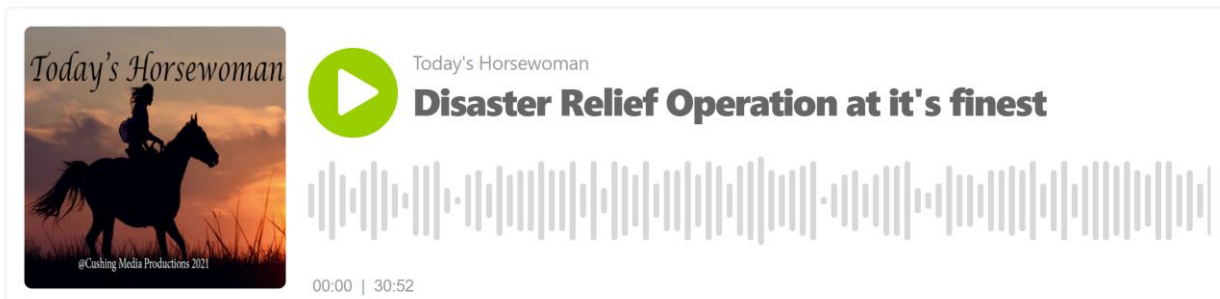 Today's Horsewoman
@Cushing Media Productions 2021
Today's Horsewoman
Disaster Relief Operation at it's finest
00:00 | 30:52